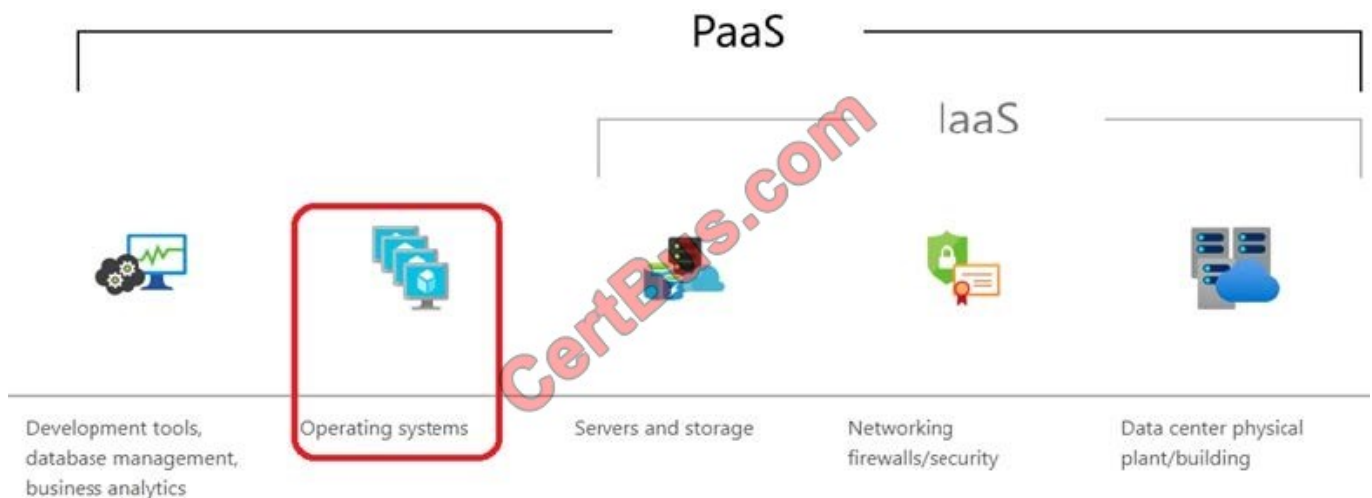 PaaS
IaaS
CertBus.com
Development tools,
database management,
business analytics
Operating systems
Servers and storage
Networking
firewalls/security
Data center physical
plant/building